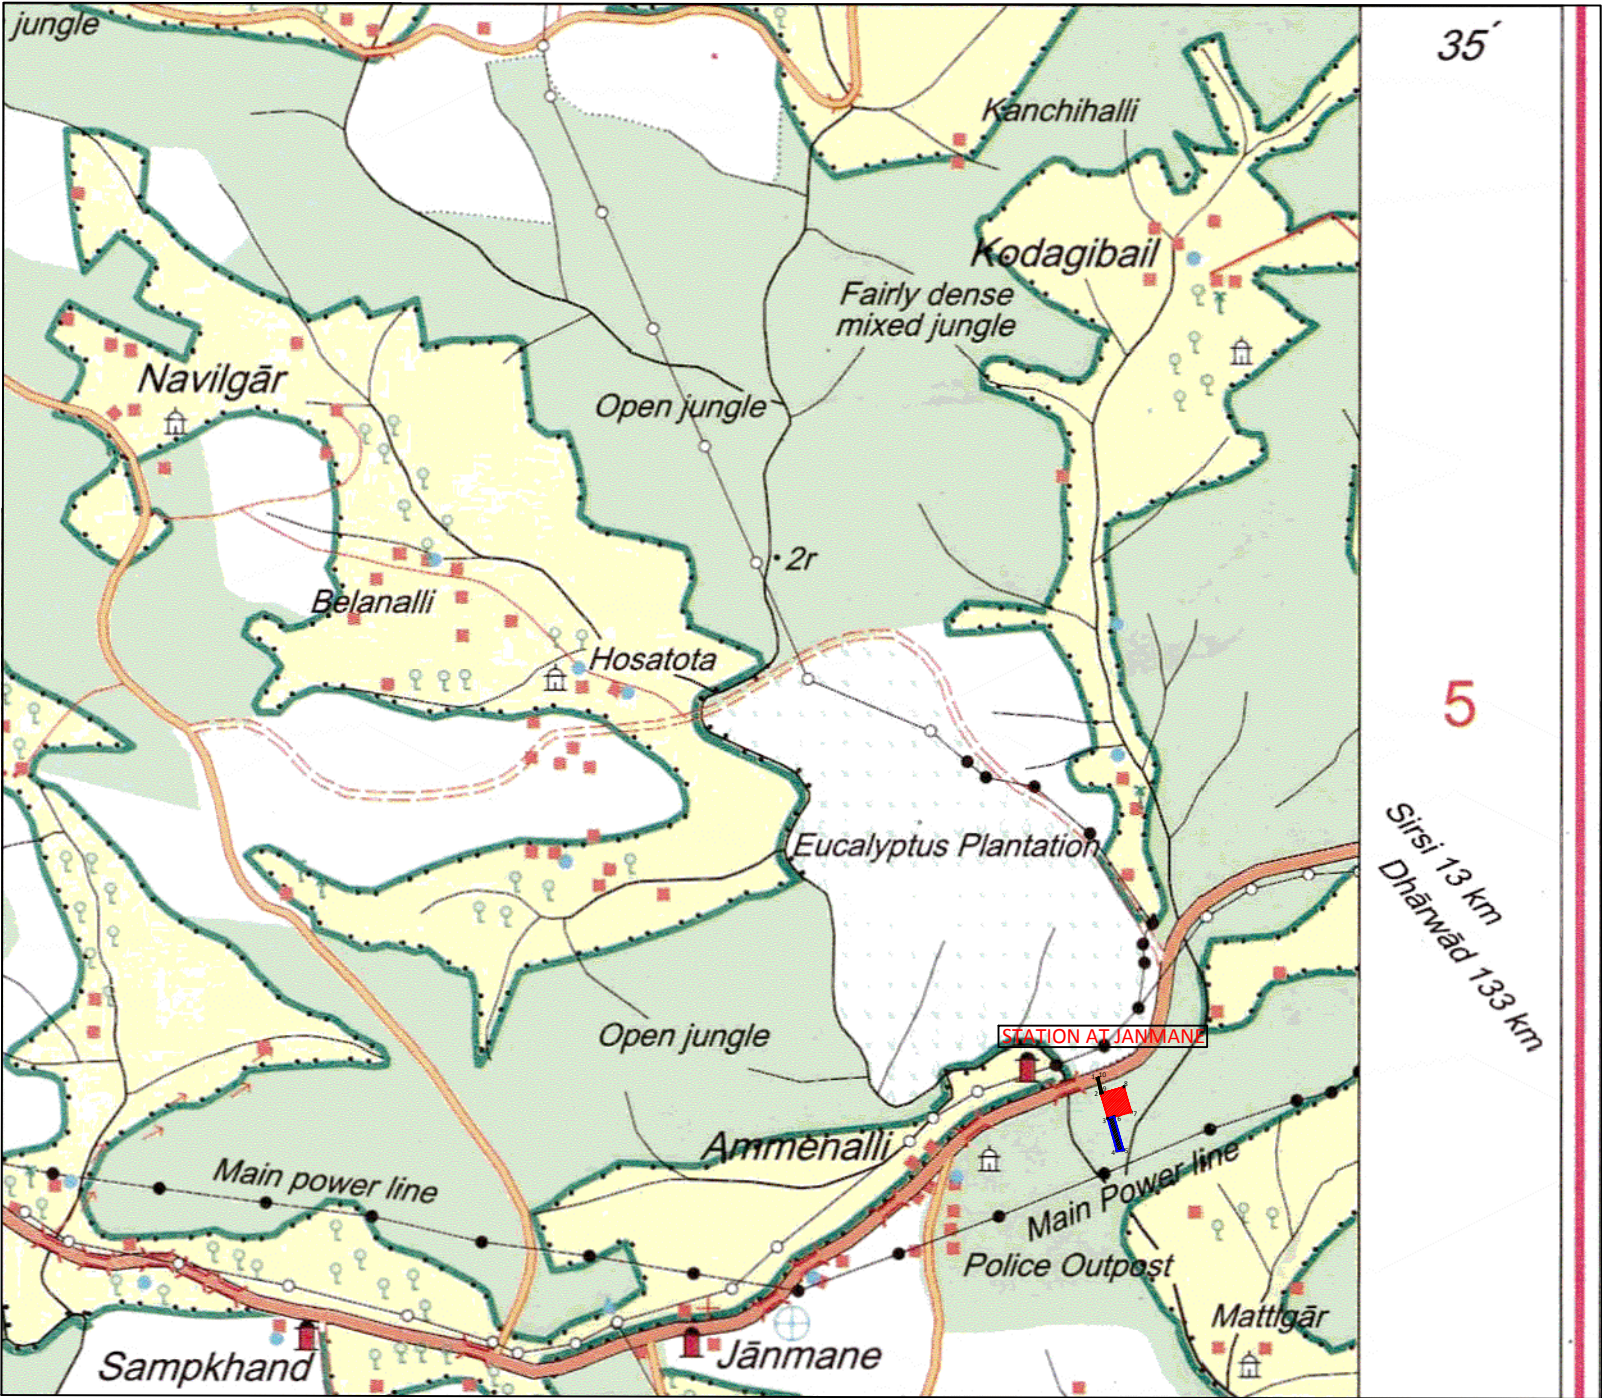 jungle
35´
Kanchihalli
Kodagibail
Fairly dense
mixed jungle
Navilgār
Open jungle
2r
Belanalli
Hosatota
5
Eucalyptus Plantation
Sirsi 13 km
Dhārwād 133 km
Open jungle
STATION AT JANMANE
Ammenalli
Main power line
Main Power line
Police Outpost
Mattigār
Sampkhand
Jānmane